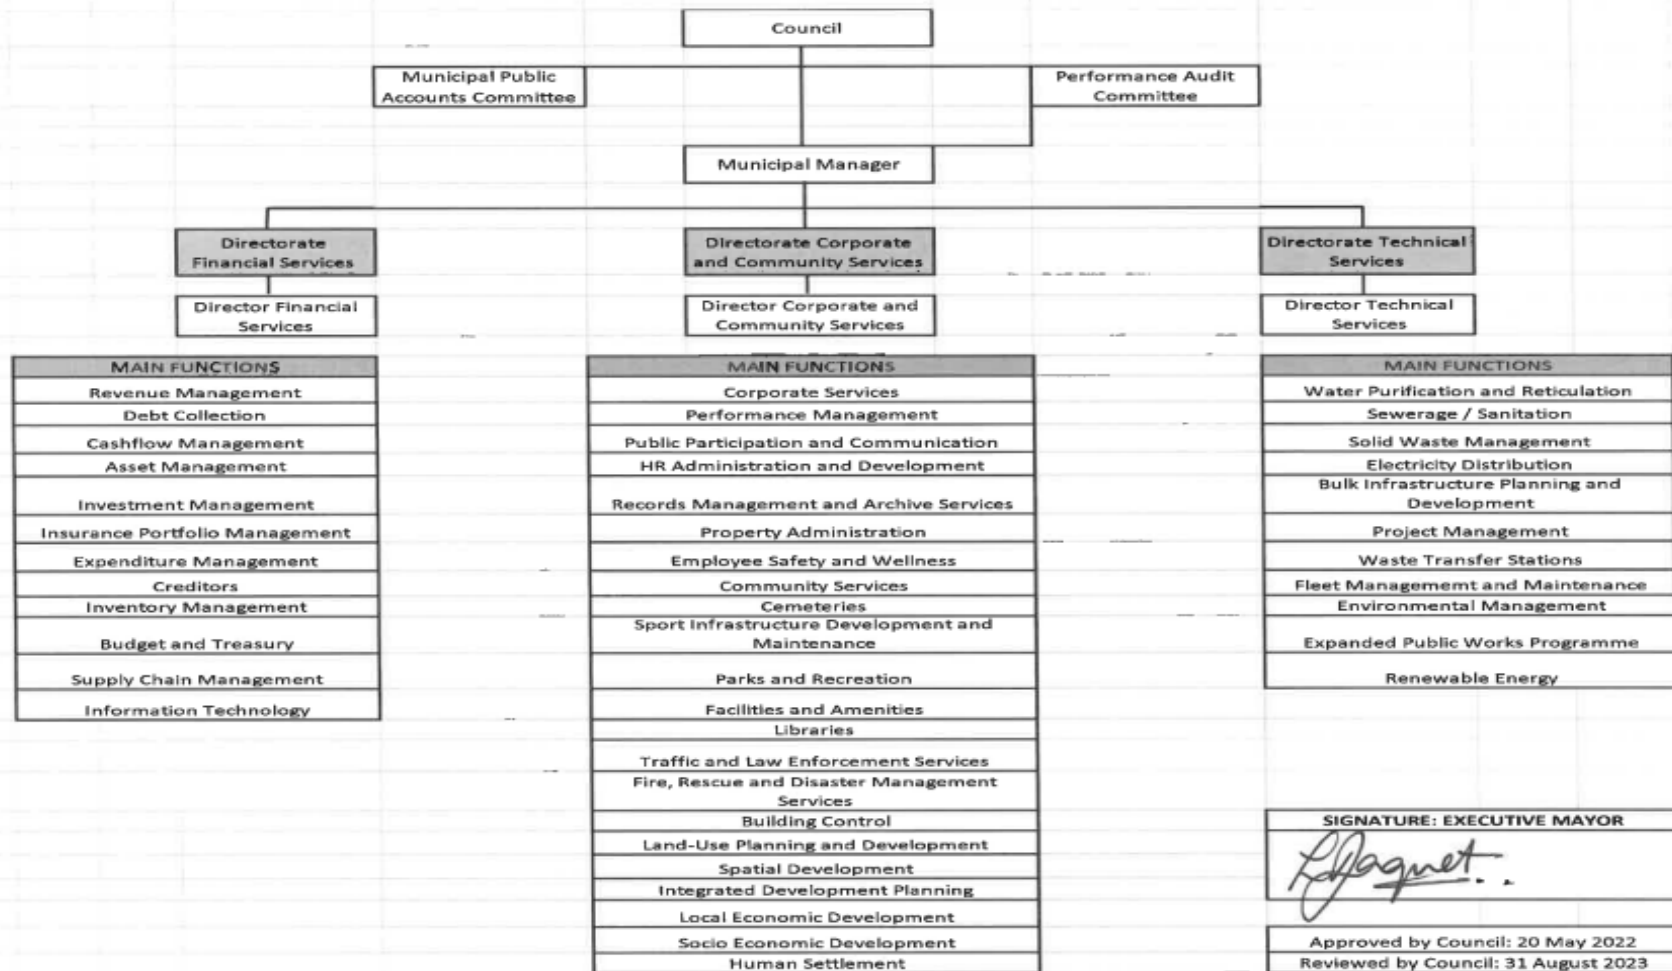 Council
Municipal Public
Accounts Committee
Performance Audit
Committee
Municipal Manager
Directorate
Financial Services
Directorate Corporate
and Community Services
Directorate Technical
Services
Director Financial
Services
Director Corporate and
Community Services
Director Technical
Services
MAIN FUNCTIONS
Revenue Management
Debt Collection
Cashflow Management
Asset Management
Investment Management
Insurance Portfolio Management
Expenditure Management
Creditors
Inventory Management
Budget and Treasury
Supply Chain Management
Information Technology
MAIN FUNCTIONS
Corporate Services
Performance Management
Public Participation and Communication
HR Administration and Development
Records Management and Archive Services
Property Administration
Employee Safety and Wellness
Community Services
Cemeteries
Sport Infrastructure Development and
Maintenance
Parks and Recreation
Facilities and Amenities
Libraries
Traffic and Law Enforcement Services
Fire, Rescue and Disaster Management
Services
Building Control
Land-Use Planning and Development
Spatial Development
Integrated Development Planning
Local Economic Development
Socio Economic Development
Human Settlement
MAIN FUNCTIONS
Water Purification and Reticulation
Sewerage / Sanitation
Solid Waste Management
Electricity Distribution
Bulk Infrastructure Planning and
Development
Project Management
Waste Transfer Stations
Fleet Managememt and Maintenance
Environmental Management
Expanded Public Works Programme
Renewable Energy
SIGNATURE: EXECUTIVE MAYOR
Approved by Council: 20 May 2022
Reviewed by Council: 31 August 2023